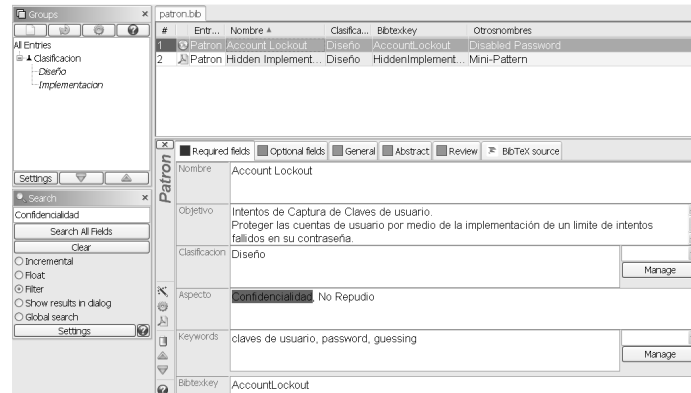 Groups
All Entries
Clasificacion
Diseño
Implementacion
Settings
Search
Confidencialidad
Search All Fields
Clear
Incremental
Float
Filter
Show results in dialog
Global search
Settings
patron.bib
# Entr... Nombre Clasifica... Bibtexkey Otrosnombres
1 Patron Account Lockout Diseño AccountLockout Disabled Password
2 Patron Hidden Implement... Diseño HiddenImplement... Mini-Pattern
Patron
Required fields Optional fields General Abstract Review BibTeX source
Nombre Account Lockout
Objetivo Intentos de Captura de Claves de usuario.
Proteger las cuentas de usuario por medio de la implementación de un limite de intentos
fallidos en su contraseña.
Clasificacion Diseño
Manage
Aspecto Confidencialidad, No Repudio
Keywords claves de usuario, password, guessing
Manage
Bibtexkey AccountLockout